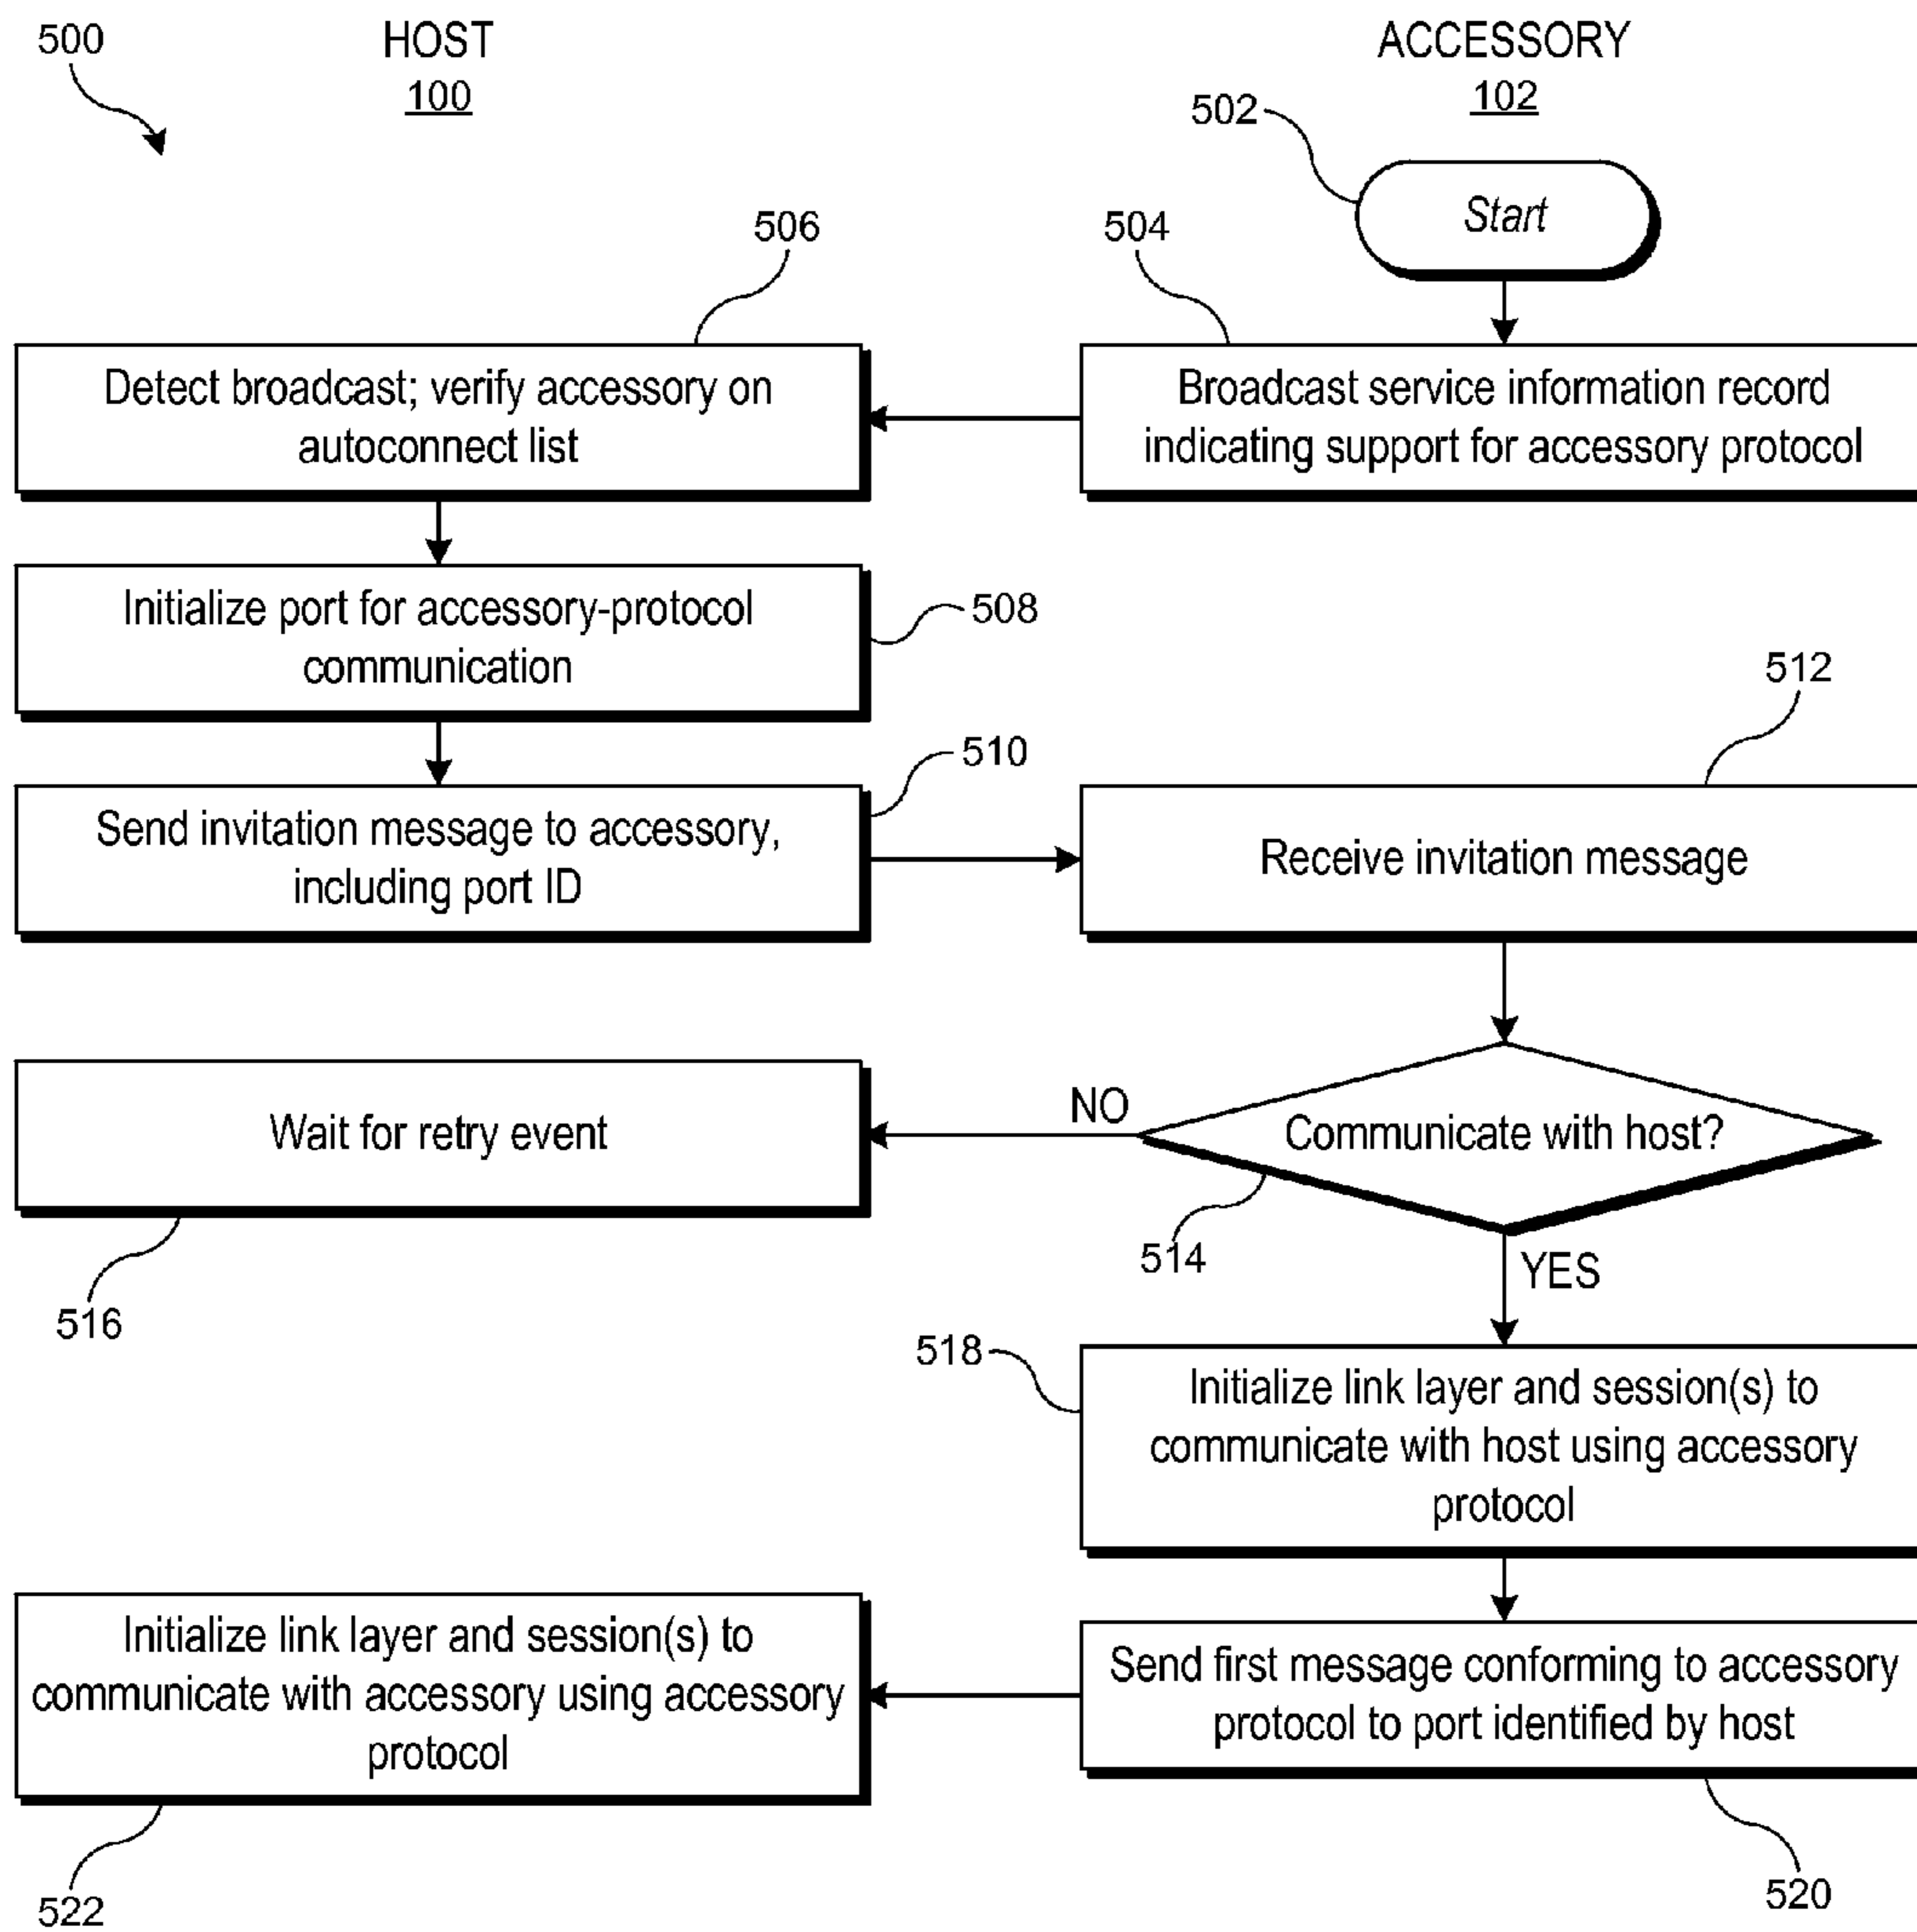 500
HOST
100
ACCESSORY
102
502
Start
506
504
Detect broadcast; verify accessory on
autoconnect list
Broadcast service information record
indicating support for accessory protocol
Initialize port for accessory-protocol
communication
508
512
510
Send invitation message to accessory,
including port ID
Receive invitation message
Wait for retry event
NO
Communicate with host?
514
YES
516
518
Initialize link layer and session(s) to
communicate with host using accessory
protocol
Initialize link layer and session(s) to
communicate with accessory using accessory
protocol
Send first message conforming to accessory
protocol to port identified by host
522
520